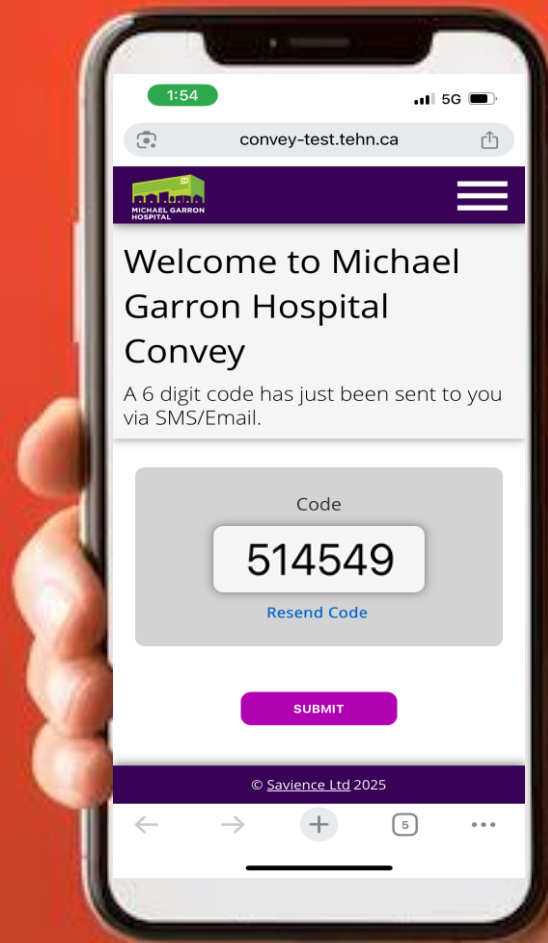 1:54
5G
convey-test.tehn.ca
MICHAEL GARRON
HOSPITAL
Welcome to Michael
Garron Hospital
Convey
A 6 digit code has just been sent to you
via SMS/Email.
Code
514549
Resend Code
SUBMIT
© Savience Ltd 2025
5